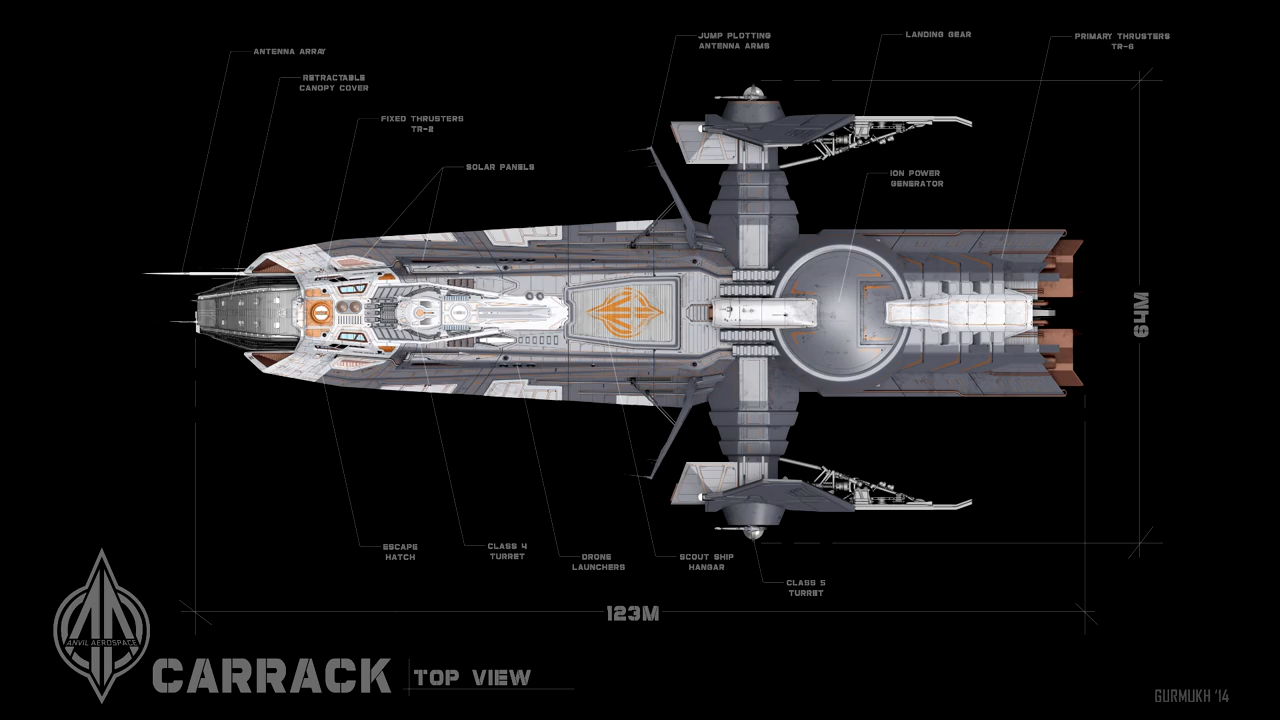 ANTENNA ARRAY
RETRACTABLE
CANOPY COVER
FIXED THRUSTERS
TR-2
SOLAR PANELS
JUMP PLOTTING
ANTENNA ARMS
LANDING GEAR
PRIMARY THRUSTERS
TR-6
ION POWER
GENERATOR
64M
ESCAPE
HATCH
CLASS 4
TURRET
DRONE
LAUNCHERS
SCOUT SHIP
HANGAR
CLASS 5
TURRET
123M
ANVIL AEROSPACE
CARRACK
TOP VIEW
GURMUKH '14